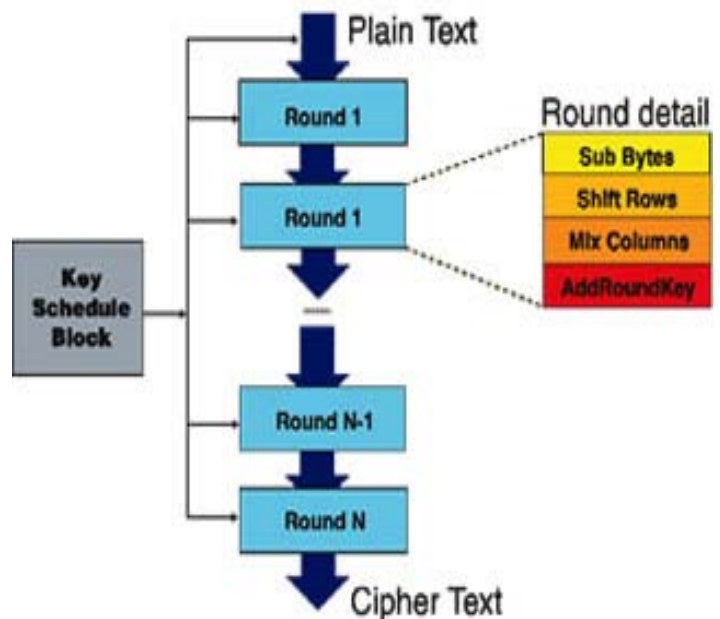 Plain Text
Round 1
Round detail
Sub Bytes
Shift Rows
Mix Columns
AddRoundKey
Round 1
Key
Schedule
Block
Round N-1
Round N
Cipher Text